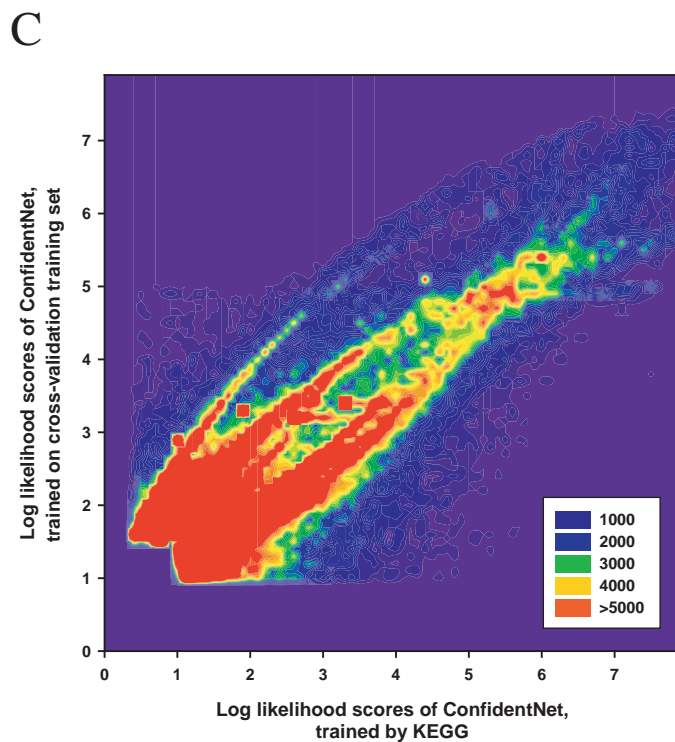 C
Log likelihood scores of ConfidentNet,
trained on cross-validation training set
7
6
5
4
3
2
1
0
1000
2000
3000
4000
>5000
0 1 2 3 4 5 6 7
Log likelihood scores of ConfidentNet,
trained by KEGG